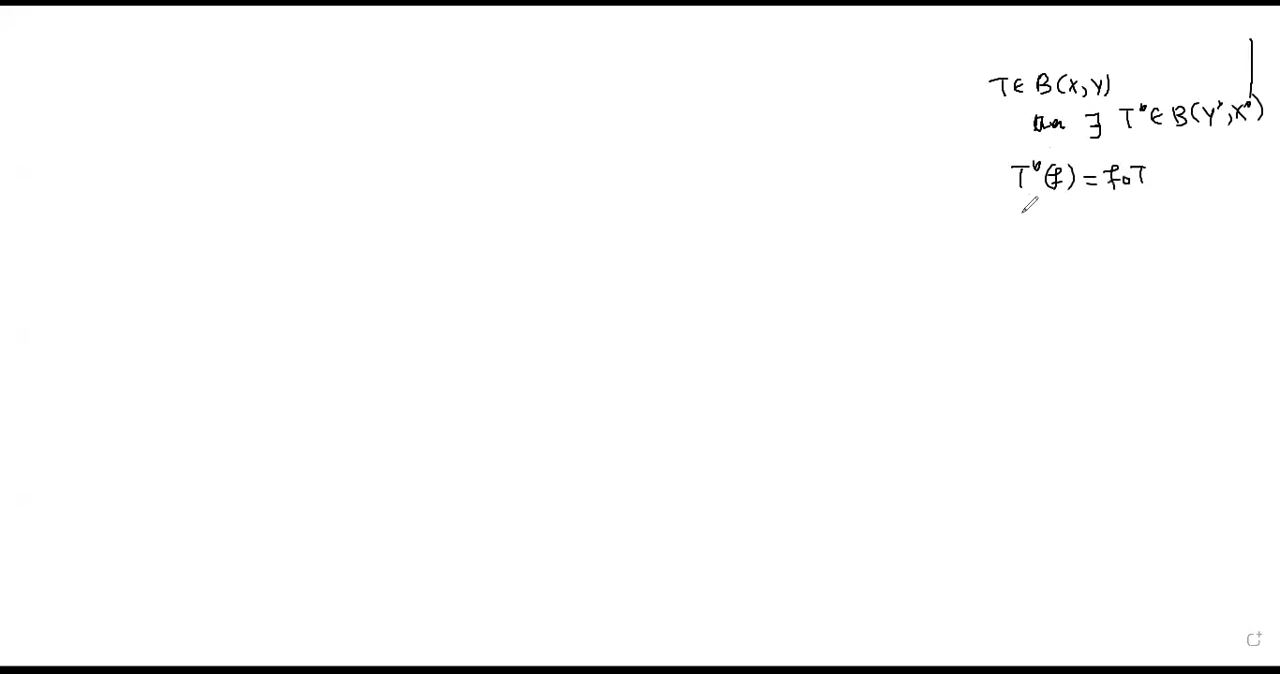 T ∈ B(X, Y)
then ∃ T* ∈ B(Y*, X*)
T*(f) = f∘T